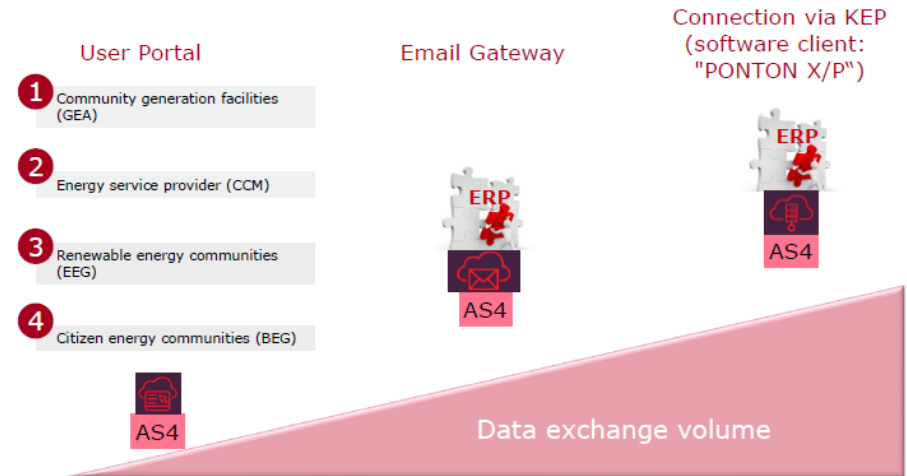 User Portal
Email Gateway
Connection via KEP
(software client:
"PONTON X/P“)
1
Community generation facilities
(GEA)
2
Energy service provider (CCM)
3
Renewable energy communities
(EEG)
4
Citizen energy communities (BEG)
AS4
ERP
AS4
ERP
AS4
Data exchange volume